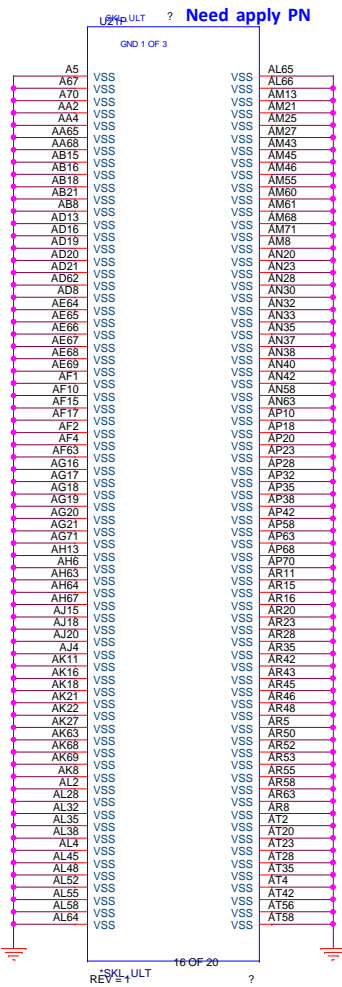 SKL_ULT ? Need apply PN
U21P
GND 1 OF 3
A5 VSS VSS AL65
A67 VSS VSS AL66
A70 VSS VSS AM13
AA2 VSS VSS AM21
AA4 VSS VSS AM25
AA65 VSS VSS AM27
AA68 VSS VSS AM43
AB15 VSS VSS AM45
AB16 VSS VSS AM46
AB18 VSS VSS AM55
AB21 VSS VSS AM60
AB8 VSS VSS AM61
AD13 VSS VSS AM68
AD16 VSS VSS AM71
AD19 VSS VSS AM8
AD20 VSS VSS AN20
AD21 VSS VSS AN23
AD62 VSS VSS AN28
AD8 VSS VSS AN30
AE64 VSS VSS AN32
AE65 VSS VSS AN33
AE66 VSS VSS AN35
AE67 VSS VSS AN37
AE68 VSS VSS AN38
AE69 VSS VSS AN40
AF1 VSS VSS AN42
AF10 VSS VSS AN58
AF15 VSS VSS AN63
AF17 VSS VSS AP10
AF2 VSS VSS AP18
AF4 VSS VSS AP20
AF63 VSS VSS AP23
AG16 VSS VSS AP28
AG17 VSS VSS AP32
AG18 VSS VSS AP35
AG19 VSS VSS AP38
AG20 VSS VSS AP42
AG21 VSS VSS AP58
AG71 VSS VSS AP63
AH13 VSS VSS AP68
AH6 VSS VSS AP70
AH63 VSS VSS AR11
AH64 VSS VSS AR15
AH67 VSS VSS AR16
AJ15 VSS VSS AR20
AJ18 VSS VSS AR23
AJ20 VSS VSS AR28
AJ4 VSS VSS AR35
AK11 VSS VSS AR42
AK16 VSS VSS AR43
AK18 VSS VSS AR45
AK21 VSS VSS AR46
AK22 VSS VSS AR48
AK27 VSS VSS AR5
AK63 VSS VSS AR50
AK68 VSS VSS AR52
AK69 VSS VSS AR53
AK8 VSS VSS AR55
AL2 VSS VSS AR58
AL28 VSS VSS AR63
AL32 VSS VSS AR8
AL35 VSS VSS AT2
AL38 VSS VSS AT20
AL4 VSS VSS AT23
AL45 VSS VSS AT28
AL48 VSS VSS AT35
AL52 VSS VSS AT4
AL55 VSS VSS AT42
AL58 VSS VSS AT56
AL64 VSS VSS AT58
16 OF 20
*SKL_ULT
REV = 1 ?